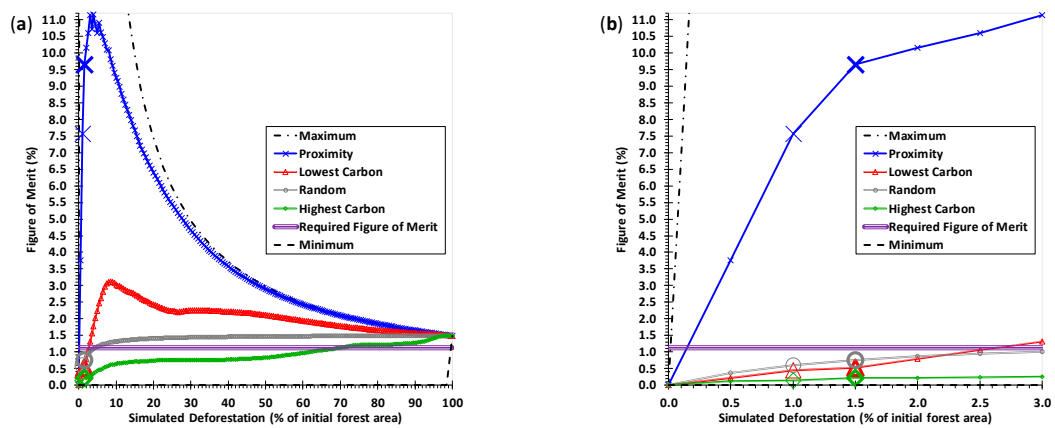 (a)
Figure of Merit (%)
11.0
10.5
10.0
9.5
9.0
8.5
8.0
7.5
7.0
6.5
6.0
5.5
5.0
4.5
4.0
3.5
3.0
2.5
2.0
1.5
1.0
0.5
0.0
0 10 20 30 40 50 60 70 80 90 100
Simulated Deforestation (% of initial forest area)
Maximum
Proximity
Lowest Carbon
Random
Highest Carbon
Required Figure of Merit
Minimum
(b)
Figure of Merit (%)
11.0
10.5
10.0
9.5
9.0
8.5
8.0
7.5
7.0
6.5
6.0
5.5
5.0
4.5
4.0
3.5
3.0
2.5
2.0
1.5
1.0
0.5
0.0
0.0 0.5 1.0 1.5 2.0 2.5 3.0
Simulated Deforestation (% of initial forest area)
Maximum
Proximity
Lowest Carbon
Random
Highest Carbon
Required Figure of Merit
Minimum